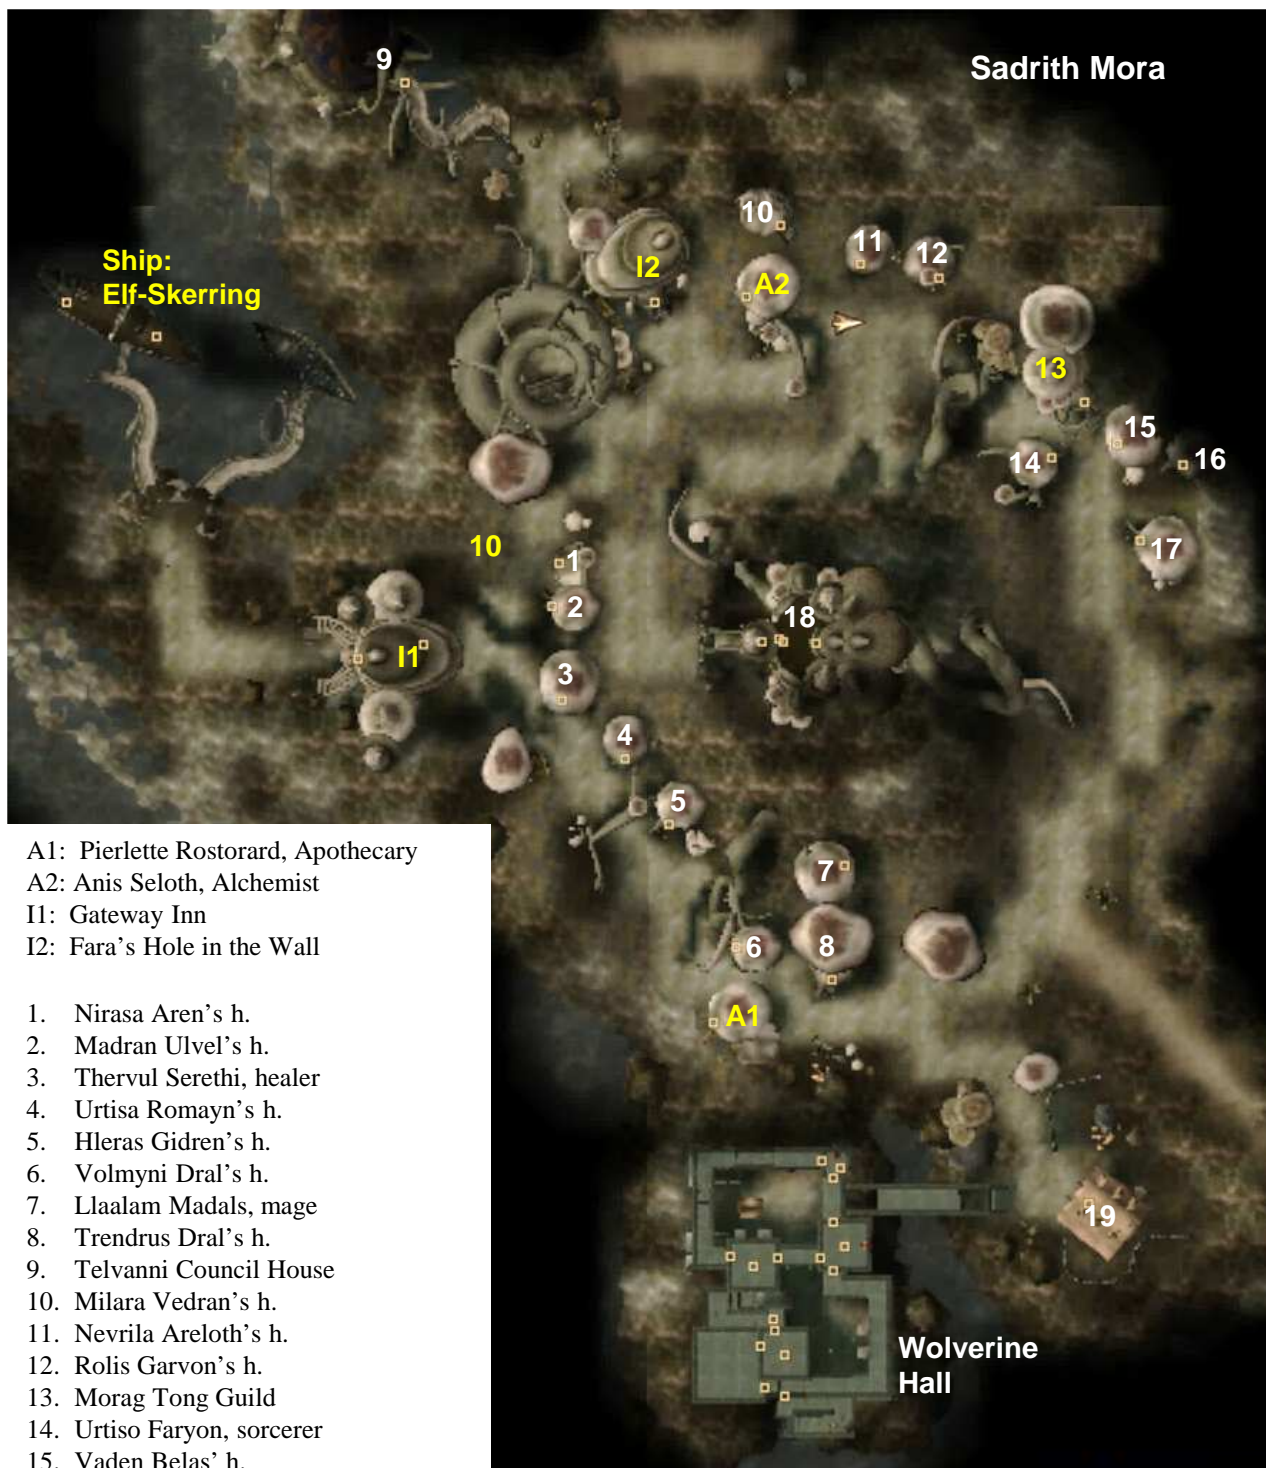 9
Sadrith Mora
10
11
12
I2
A2
Ship:
Elf-Skerring
13
15
14
16
10
1
17
2
18
I1
3
4
5
7
6
8
A1
19
Wolverine
Hall
A1: Pierlette Rostorard, Apothecary
A2: Anis Seloth, Alchemist
I1: Gateway Inn
I2: Fara’s Hole in the Wall
1. Nirasa Aren’s h.
2. Madran Ulvel’s h.
3. Thervul Serethi, healer
4. Urtisa Romayn’s h.
5. Hleras Gidren’s h.
6. Volmyni Dral’s h.
7. Llaalam Madals, mage
8. Trendrus Dral’s h.
9. Telvanni Council House
10. Milara Vedran’s h.
11. Nevrila Areloth’s h.
12. Rolis Garvon’s h.
13. Morag Tong Guild
14. Urtiso Faryon, sorcerer
15. Vaden Belas’ h.